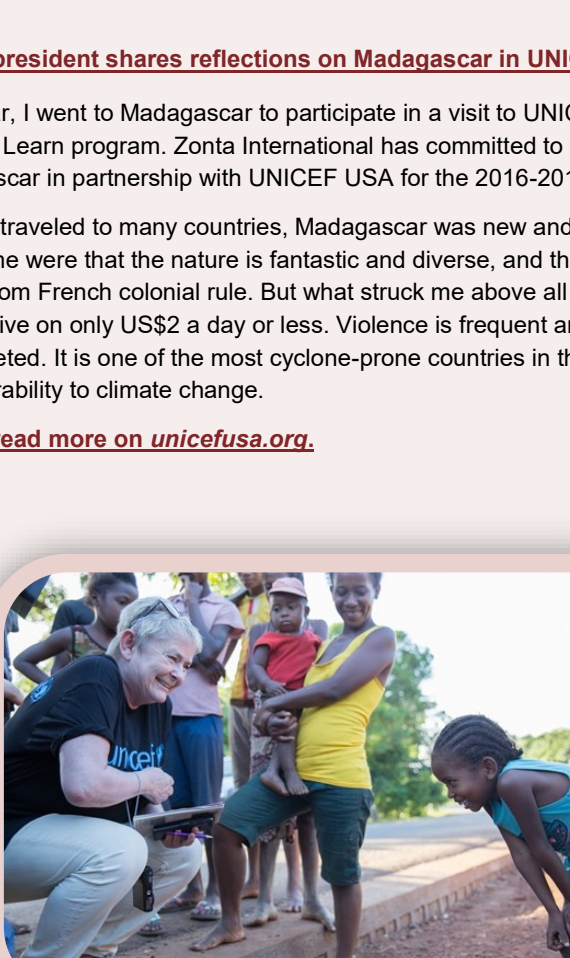 president shares reflections on Madagascar in UNI
r, I went to Madagascar to participate in a visit to UNIC
Learn program. Zonta International has committed to
scar in partnership with UNICEF USA for the 2016-201
traveled to many countries, Madagascar was new and
ne were that the nature is fantastic and diverse, and th
om French colonial rule. But what struck me above all
ive on only US$2 a day or less. Violence is frequent a
eted. It is one of the most cyclone-prone countries in th
rability to climate change.
read more on unicefusa.org.
unicef